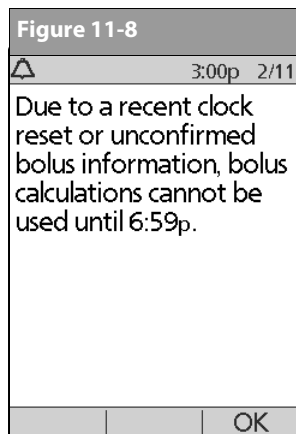 Figure 11-8
3:00p 2/11
Due to a recent clock
reset or unconfirmed
bolus information, bolus
calculations cannot be
used until 6:59p.
OK